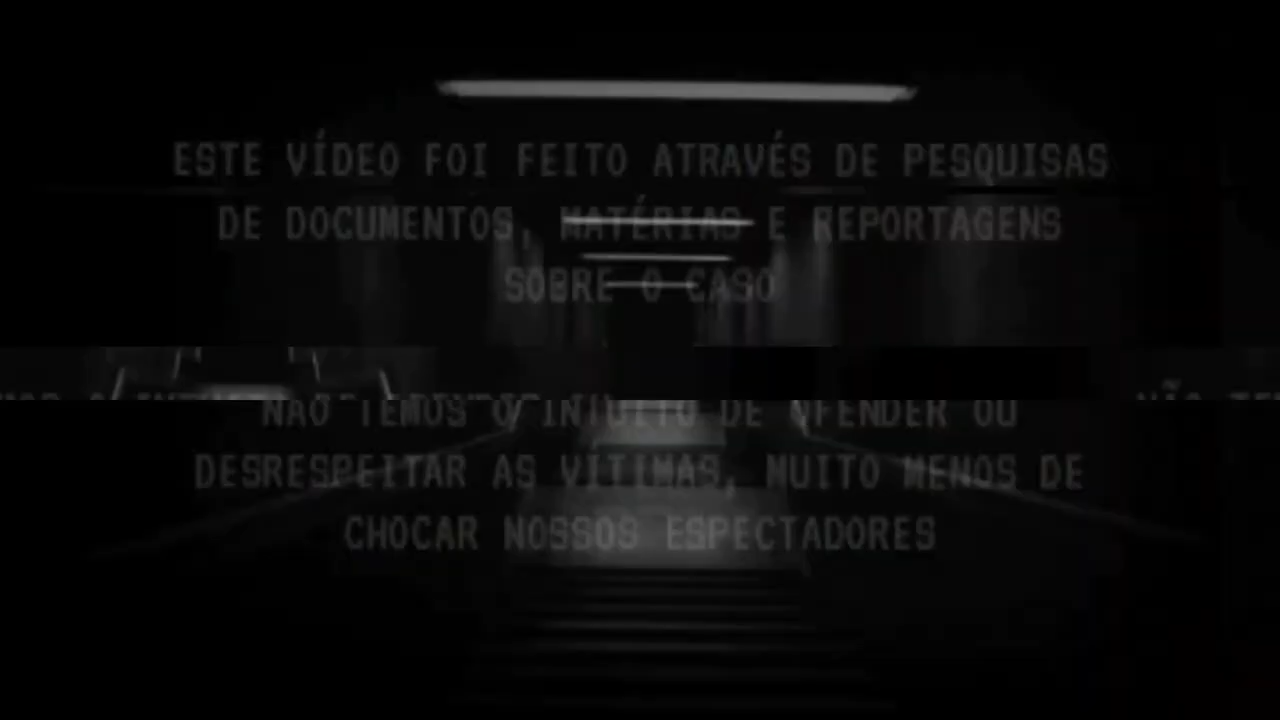 ESTE VÍDEO FOI FEITO ATRAVÉS DE PESQUISAS
DE DOCUMENTOS, MATÉRIAS E REPORTAGENS
SOBRE O CASO
NÃO TEMOS O INTUITO DE OFENDER OU
DESRESPEITAR AS VÍTIMAS, MUITO MENOS DE
CHOCAR NOSSOS ESPECTADORES